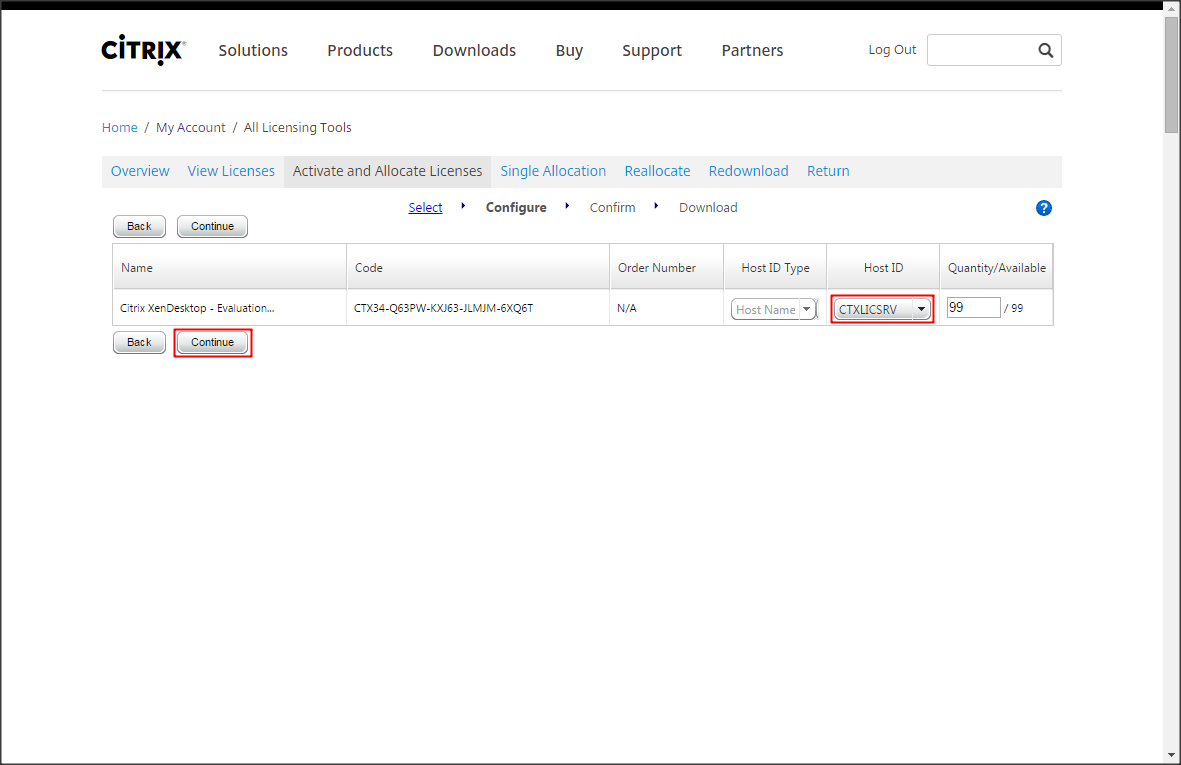 CİTRIX® Solutions Products Downloads Buy Support Partners Log Out
Home / My Account / All Licensing Tools
Overview View Licenses Activate and Allocate Licenses Single Allocation Reallocate Redownload Return
Select Configure Confirm Download ?
Back Continue
Name Code Order Number Host ID Type Host ID Quantity/Available
Citrix XenDesktop - Evaluation... CTX34-Q63PW-KXJ63-JLMJM-6XQ6T N/A Host Name CTXLICSRV 99 / 99
Back Continue